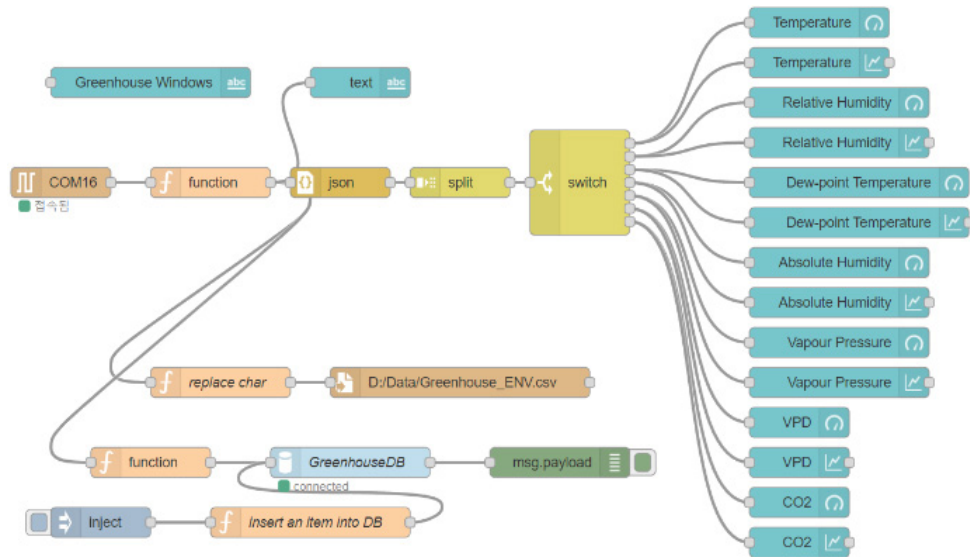 Temperature
Greenhouse Windows abc
text abc
Temperature
Relative Humidity
Relative Humidity
COM16
function
json
split
switch
접속됨
Dew-point Temperature
Dew-point Temperature
Absolute Humidity
Absolute Humidity
Vapour Pressure
replace char
D:/Data/Greenhouse_ENV.csv
Vapour Pressure
VPD
function
GreenhouseDB
msg.payload
VPD
connected
Inject
Insert an item into DB
CO2
CO2